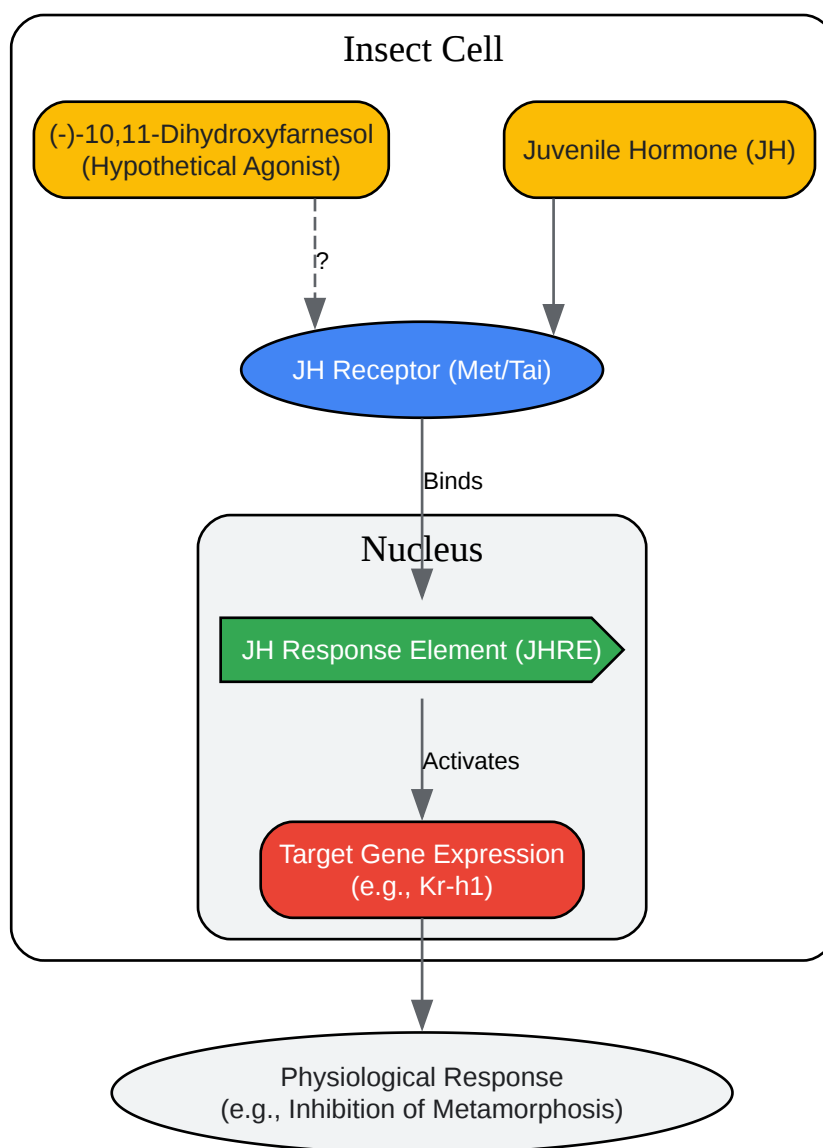 Insect Cell
(-)-10,11-Dihydroxyfarnesol
(Hypothetical Agonist)
Juvenile Hormone (JH)
?
JH Receptor (Met/Tai)
Binds
Nucleus
JH Response Element (JHRE)
Activates
Target Gene Expression
(e.g., Kr-h1)
Physiological Response
(e.g., Inhibition of Metamorphosis)